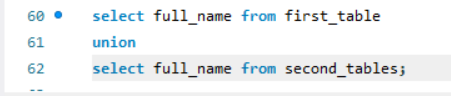 60 select full_name from first_table
61 union
62 select full_name from second_tables;